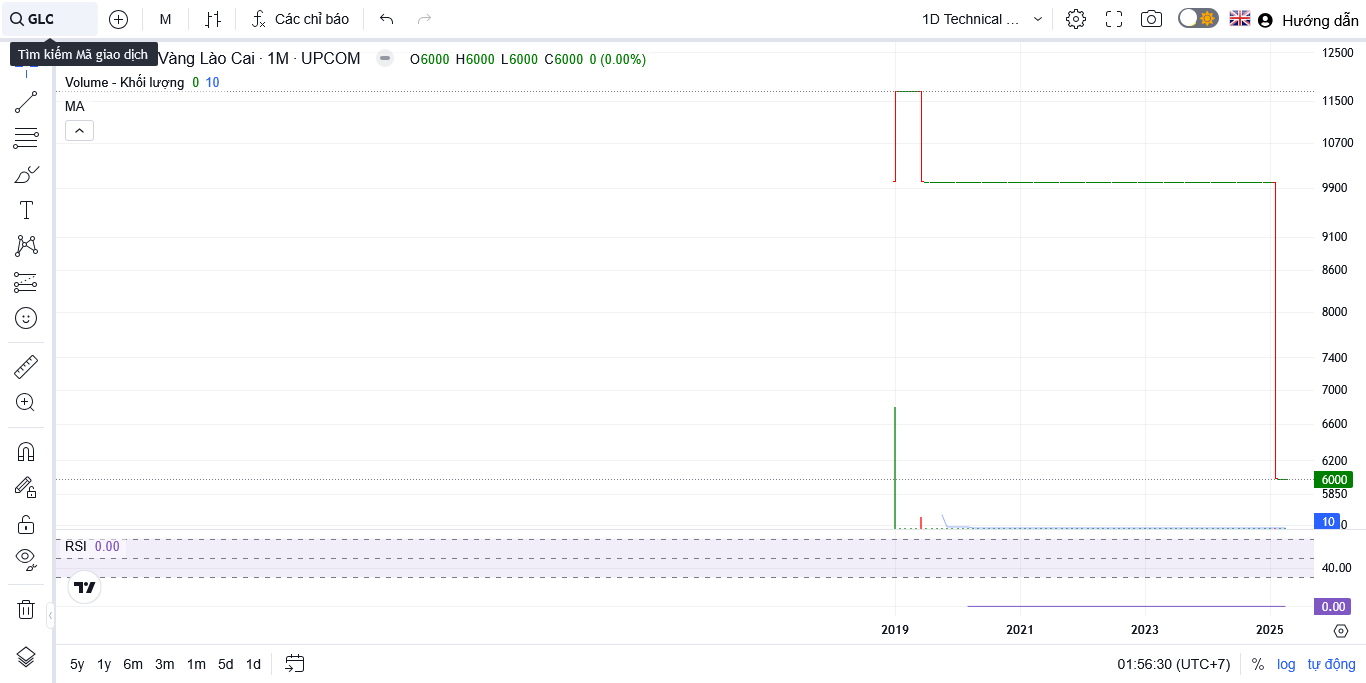 GLC
M
Các chỉ báo
1D Technical ...
Hướng dẫn
Tìm kiếm Mã giao dịch
Vàng Lào Cai · 1M · UPCOM
O6000 H6000 L6000 C6000 0 (0.00%)
Volume - Khối lượng 0 10
MA
12500
11500
10700
9900
9100
8600
8000
7400
7000
6600
6200
6000
5850
10
0
RSI 0.00
40.00
0.00
2019 2021 2023 2025
5y 1y 6m 3m 1m 5d 1d
01:56:30 (UTC+7) % log tự động